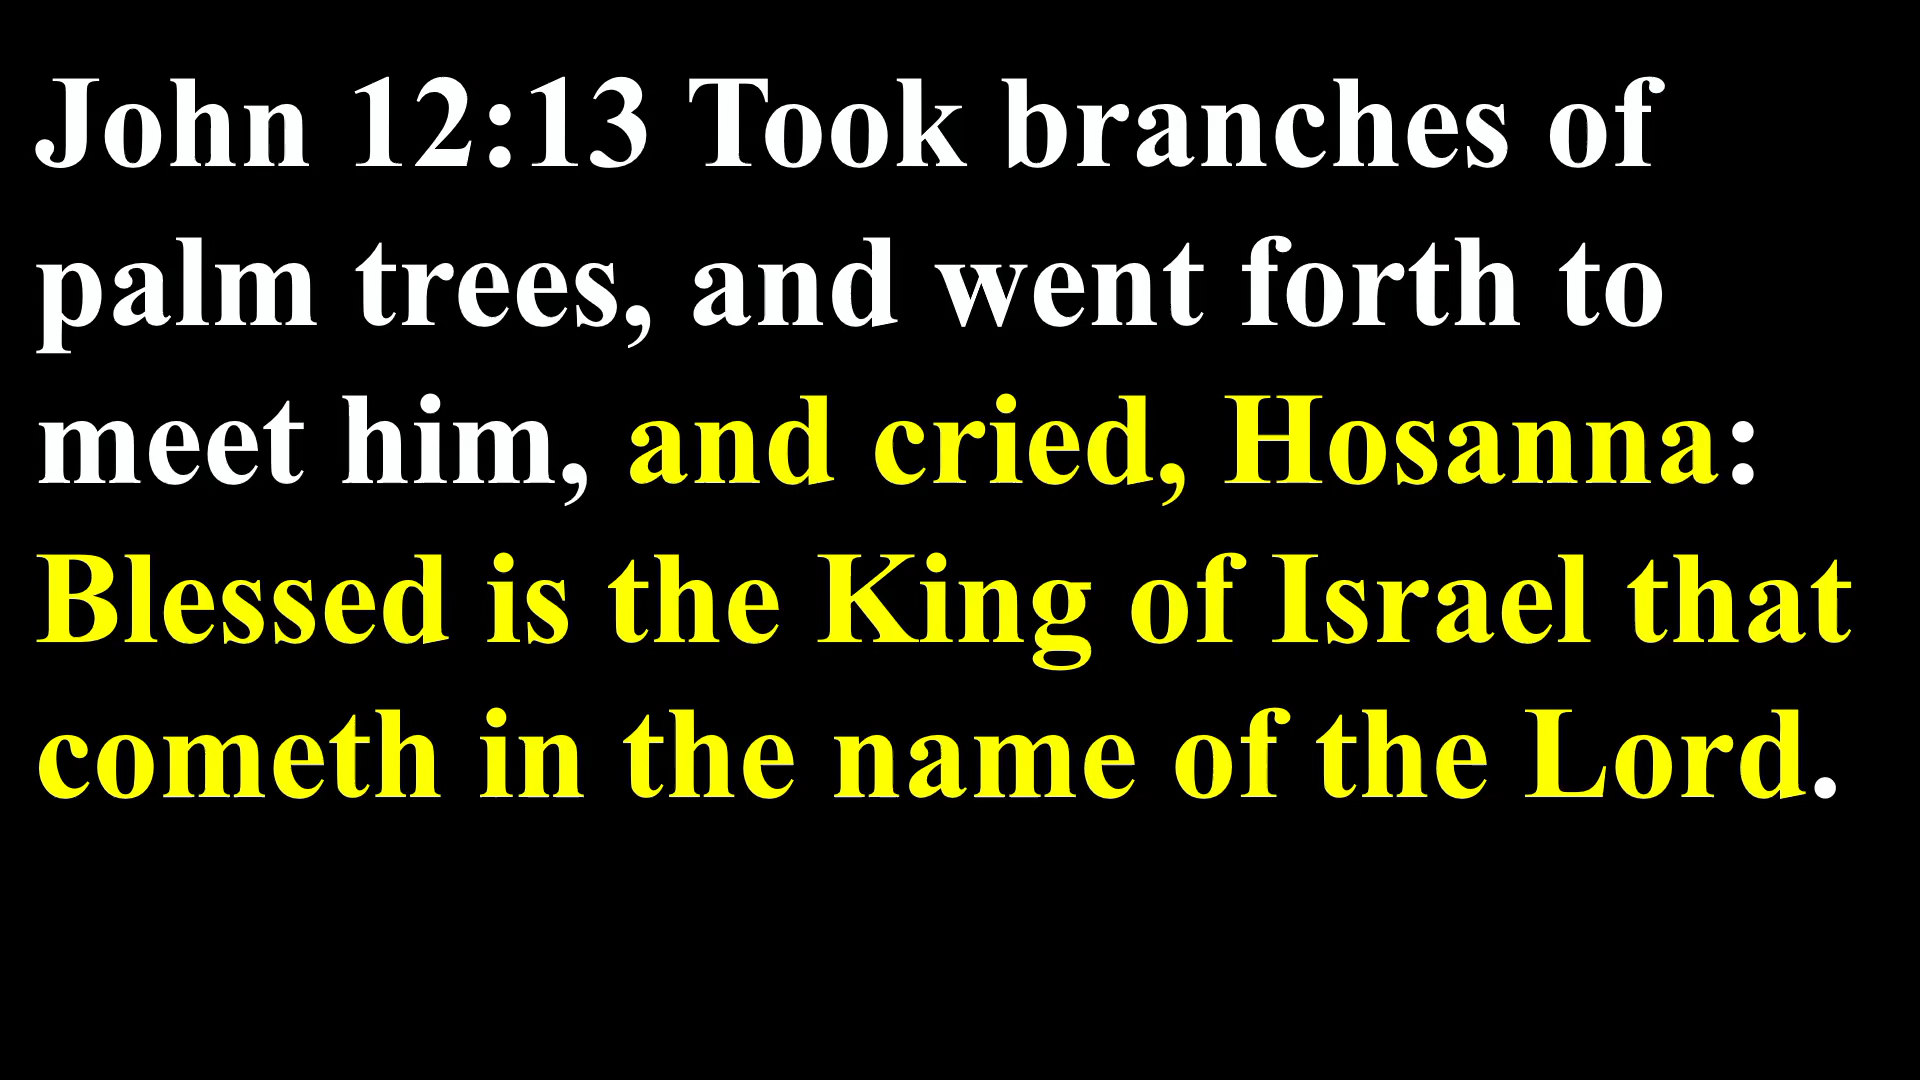 John 12:13 Took branches of
palm trees, and went forth to
meet him, and cried, Hosanna:
Blessed is the King of Israel that
cometh in the name of the Lord.